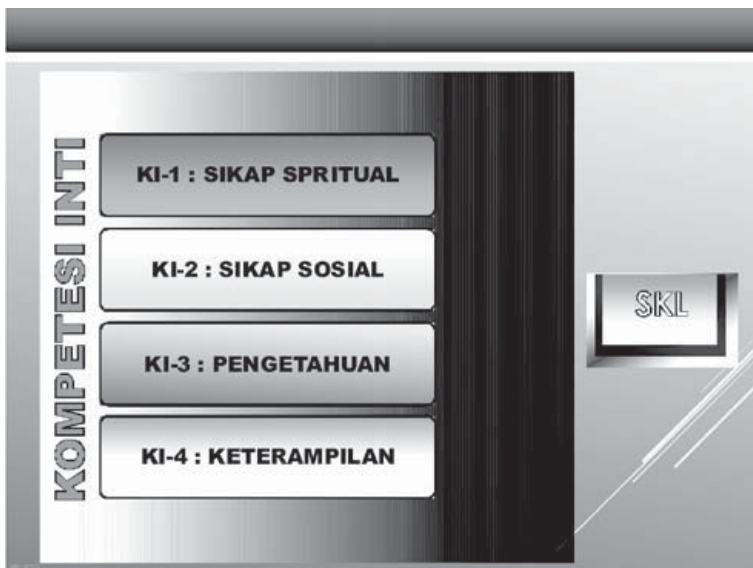 KOMPETESI INTI
KI-1 : SIKAP SPRITUAL
KI-2 : SIKAP SOSIAL
KI-3 : PENGETAHUAN
KI-4 : KETERAMPILAN
SKL